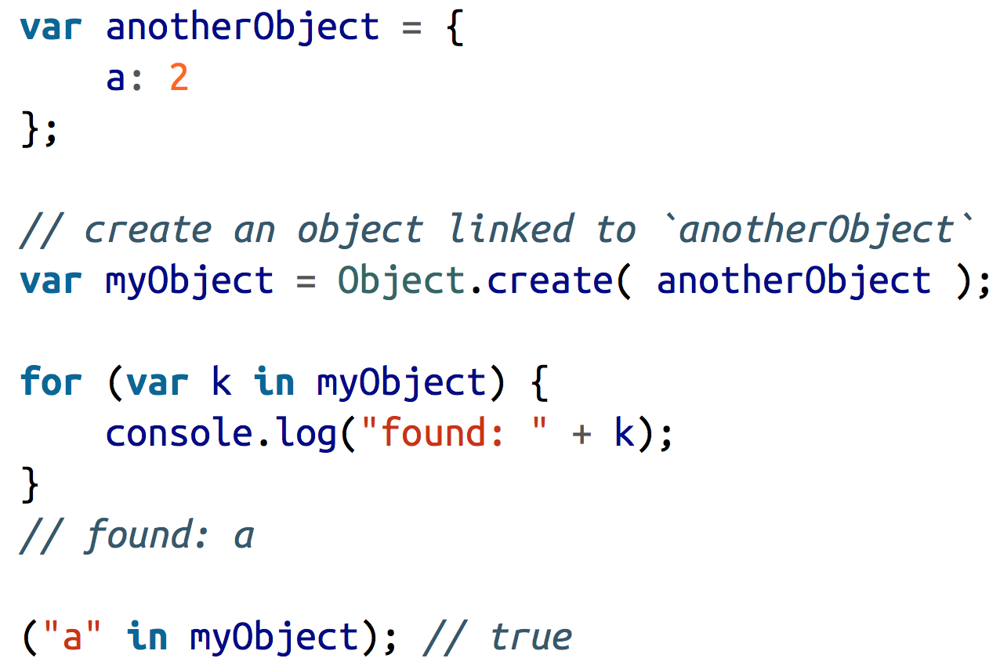 var anotherObject = {
    a: 2
};

// create an object linked to `anotherObject`
var myObject = Object.create( anotherObject );

for (var k in myObject) {
    console.log("found: " + k);
}
// found: a

("a" in myObject); // true